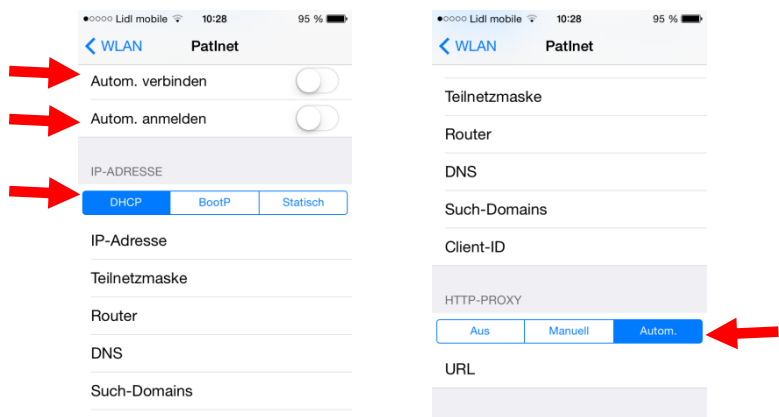 Lidl mobile 10:28 95 %
WLAN Patlnet
Autom. verbinden
Autom. anmelden
IP-ADRESSE
DHCP BootP Statisch
IP-Adresse
Teilnetzmaske
Router
DNS
Such-Domains
Lidl mobile 10:28 95 %
WLAN Patlnet
Teilnetzmaske
Router
DNS
Such-Domains
Client-ID
HTTP-PROXY
Aus Manuell Autom.
URL